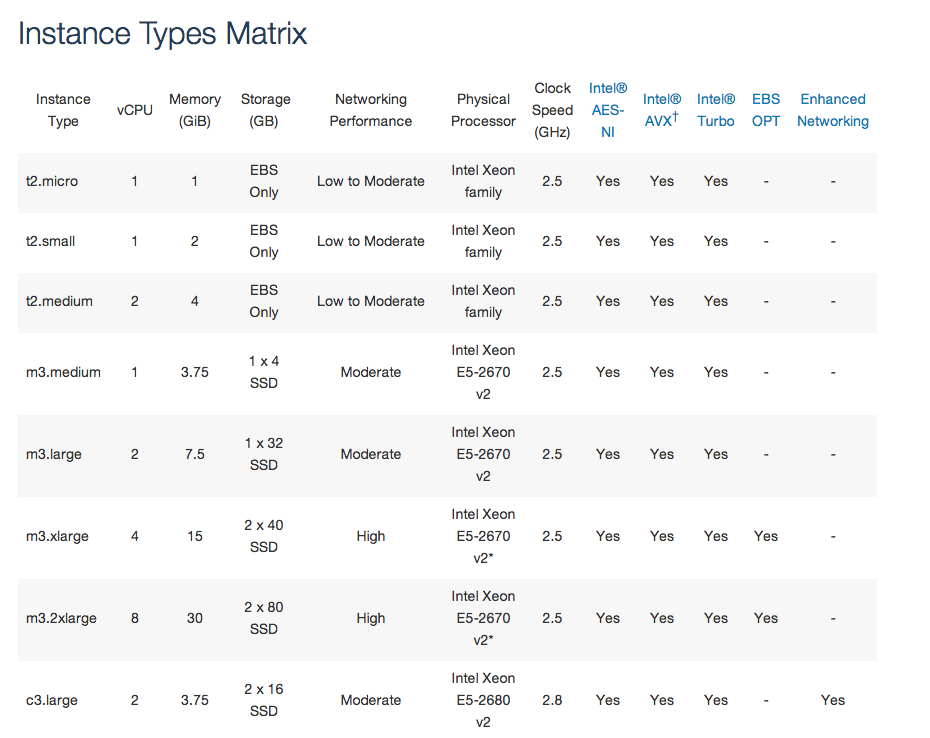 Instance Types Matrix
Instance Type vCPU Memory (GiB) Storage (GB) Networking Performance Physical Processor Clock Speed (GHz) Intel® AES-NI Intel® AVX† Intel® Turbo EBS OPT Enhanced Networking
t2.micro 1 1 EBS Only Low to Moderate Intel Xeon family 2.5 Yes Yes Yes - -
t2.small 1 2 EBS Only Low to Moderate Intel Xeon family 2.5 Yes Yes Yes - -
t2.medium 2 4 EBS Only Low to Moderate Intel Xeon family 2.5 Yes Yes Yes - -
m3.medium 1 3.75 1 x 4 SSD Moderate Intel Xeon E5-2670 v2 2.5 Yes Yes Yes - -
m3.large 2 7.5 1 x 32 SSD Moderate Intel Xeon E5-2670 v2 2.5 Yes Yes Yes - -
m3.xlarge 4 15 2 x 40 SSD High Intel Xeon E5-2670 v2* 2.5 Yes Yes Yes Yes -
m3.2xlarge 8 30 2 x 80 SSD High Intel Xeon E5-2670 v2* 2.5 Yes Yes Yes Yes -
c3.large 2 3.75 2 x 16 SSD Moderate Intel Xeon E5-2680 v2 2.8 Yes Yes Yes - Yes